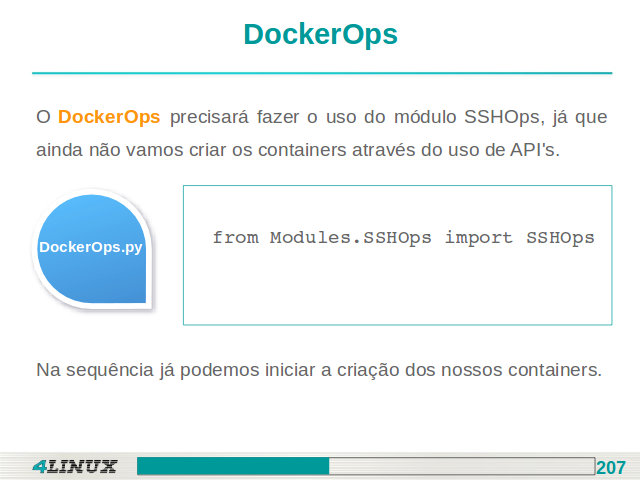 DockerOps
O DockerOps precisará fazer o uso do módulo SSHOps, já que
ainda não vamos criar os containers através do uso de API's.
DockerOps.py
from Modules.SSHOps import SSHOps
Na sequência já podemos iniciar a criação dos nossos containers.
4LINUX
207